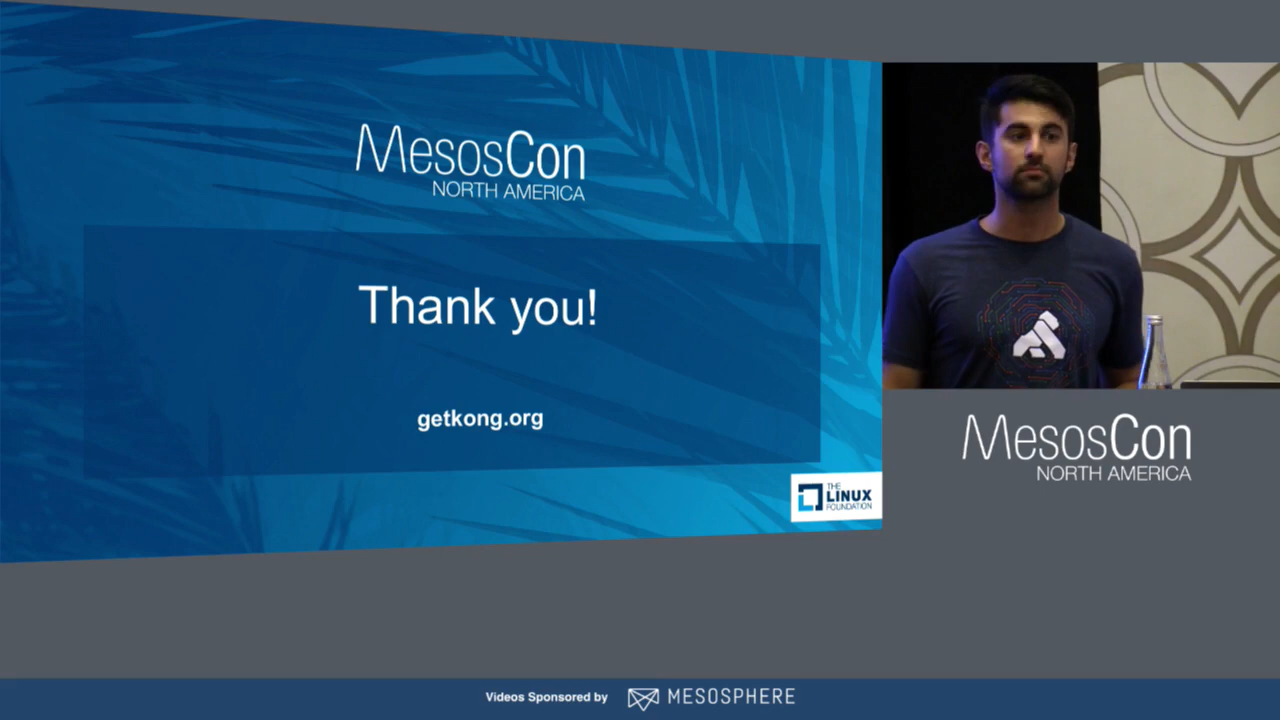 MesosCon
NORTH AMERICA
Thank you!
getkong.org
THE
LINUX
FOUNDATION
MesosCon
NORTH AMERICA
Videos Sponsored by MESOSPHERE